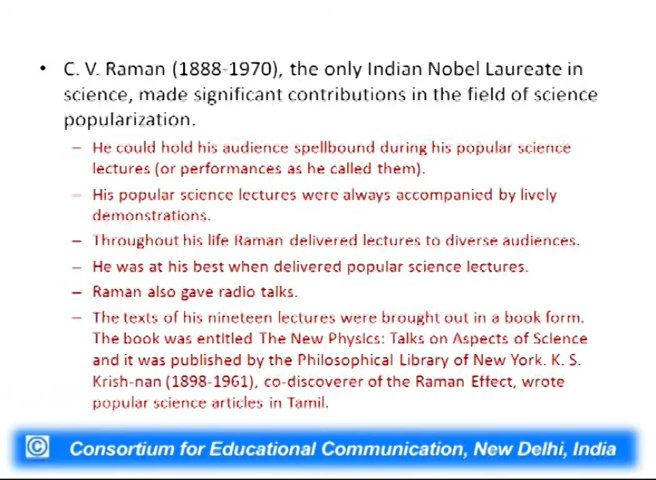 • C. V. Raman (1888-1970), the only Indian Nobel Laureate in
science, made significant contributions in the field of science
popularization.
– He could hold his audience spellbound during his popular science
lectures (or performances as he called them).
– His popular science lectures were always accompanied by lively
demonstrations.
– Throughout his life Raman delivered lectures to diverse audiences.
– He was at his best when delivered popular science lectures.
– Raman also gave radio talks.
– The texts of his nineteen lectures were brought out in a book form.
The book was entitled The New Physics: Talks on Aspects of Science
and it was published by the Philosophical Library of New York. K. S.
Krish-nan (1898-1961), co-discoverer of the Raman Effect, wrote
popular science articles in Tamil.
© Consortium for Educational Communication, New Delhi, India